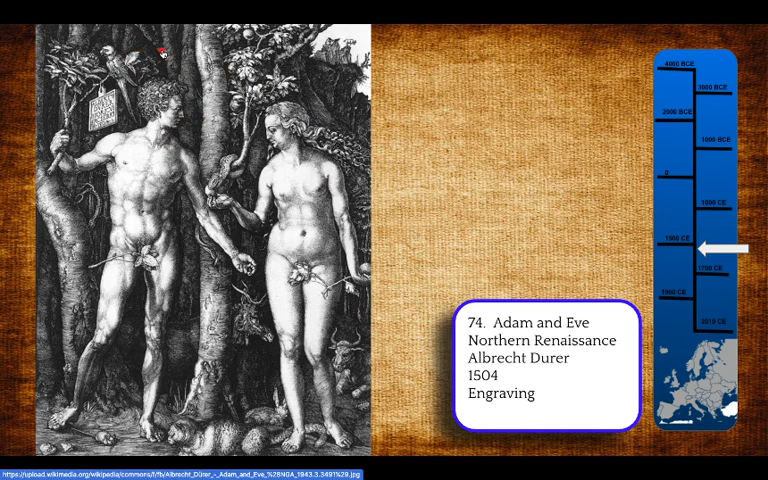 74.  Adam and Eve
Northern Renaissance
Albrecht Durer
1504
Engraving
4000 BCE
3000 BCE
2000 BCE
1000 BCE
0
1000 CE
1500 CE
1750 CE
1900 CE
2010 CE
https://upload.wikimedia.org/wikipedia/commons/f/fb/Albrecht_Dürer_-_Adam_and_Eve_%28NGA_1943.3.3491%29.jpg